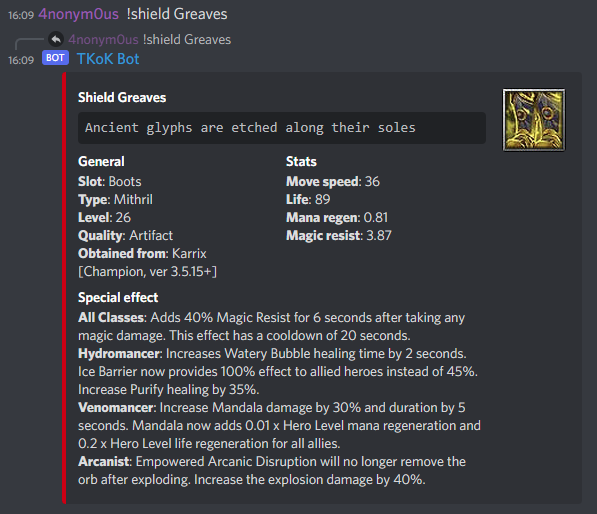 16:09 4nonym0us !shield Greaves
4nonym0us !shield Greaves
16:09 BOT TKoK Bot
Shield Greaves
Ancient glyphs are etched along their soles
General
Slot: Boots
Type: Mithril
Level: 26
Quality: Artifact
Obtained from: Karrix
[Champion, ver 3.5.15+]
Stats
Move speed: 36
Life: 89
Mana regen: 0.81
Magic resist: 3.87
Special effect
All Classes: Adds 40% Magic Resist for 6 seconds after taking any
magic damage. This effect has a cooldown of 20 seconds.
Hydromancer: Increases Watery Bubble healing time by 2 seconds.
Ice Barrier now provides 100% effect to allied heroes instead of 45%.
Increase Purify healing by 35%.
Venomancer: Increase Mandala damage by 30% and duration by 5
seconds. Mandala now adds 0.01 x Hero Level mana regeneration and
0.2 x Hero Level life regeneration for all allies.
Arcanist: Empowered Arcanic Disruption will no longer remove the
orb after exploding. Increase the explosion damage by 40%.